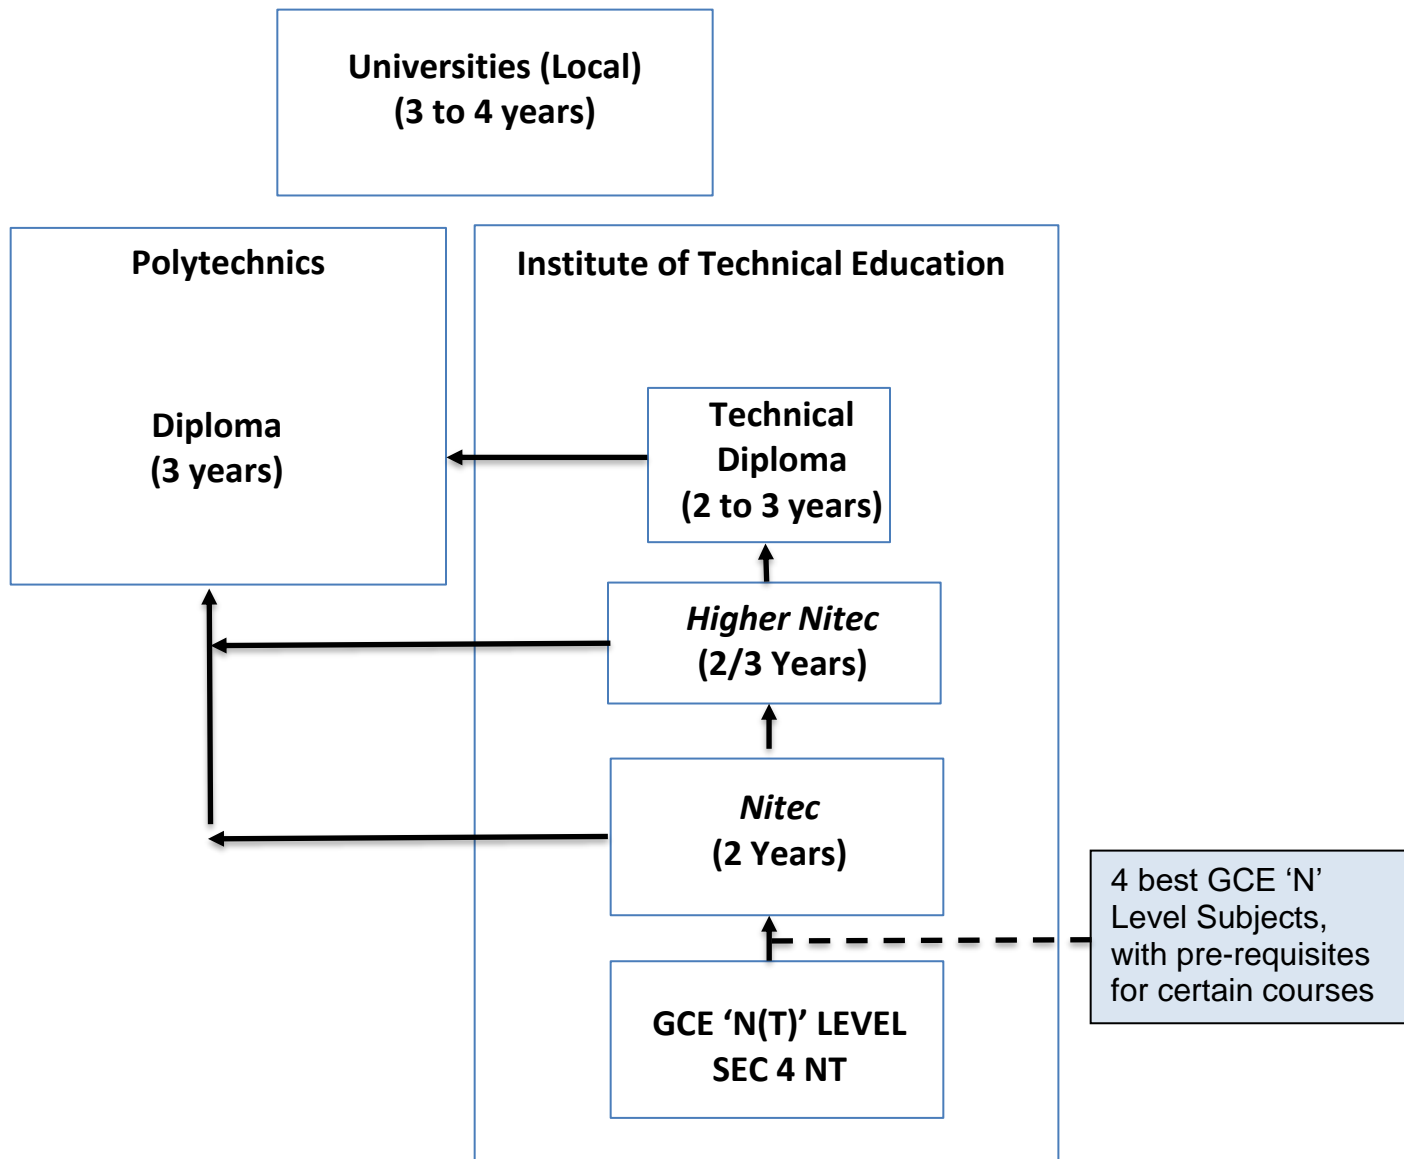 Universities (Local)
(3 to 4 years)
Polytechnics
Diploma
(3 years)
Institute of Technical Education
Technical
Diploma
(2 to 3 years)
Higher Nitec
(2/3 Years)
Nitec
(2 Years)
4 best GCE ‘N’
Level Subjects,
with pre-requisites
for certain courses
GCE ‘N(T)’ LEVEL
SEC 4 NT